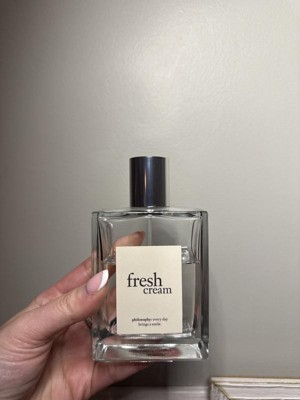 fresh
cream
philosophy: every day
brings a smile